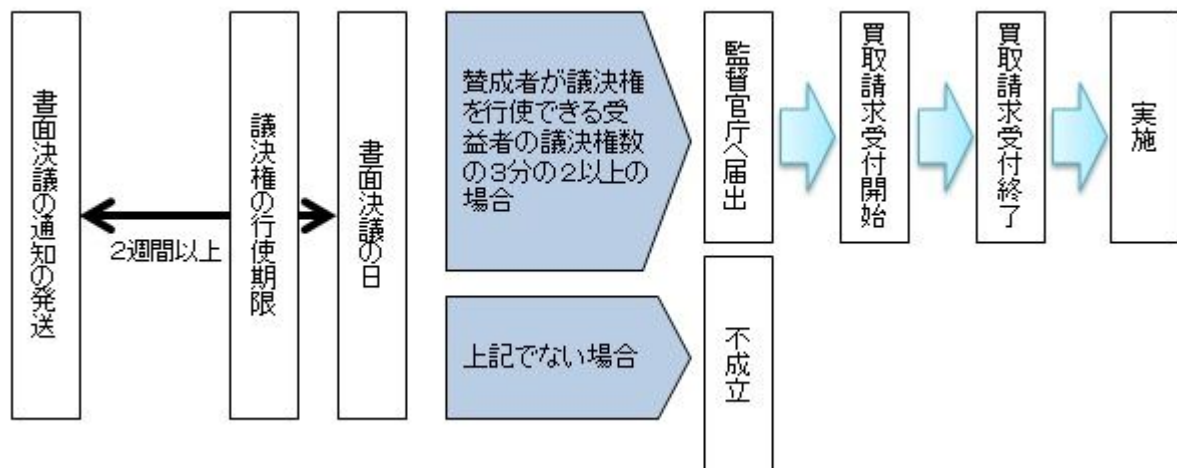 書面決議の通知の発送
2週間以上
議決権の行使期限
書面決議の日
賛成者が議決権
を行使できる受
益者の議決権数
の3分の2以上の
場合
監督官庁へ届出
買取請求受付開始
買取請求受付終了
実施
上記でない場合
不成立